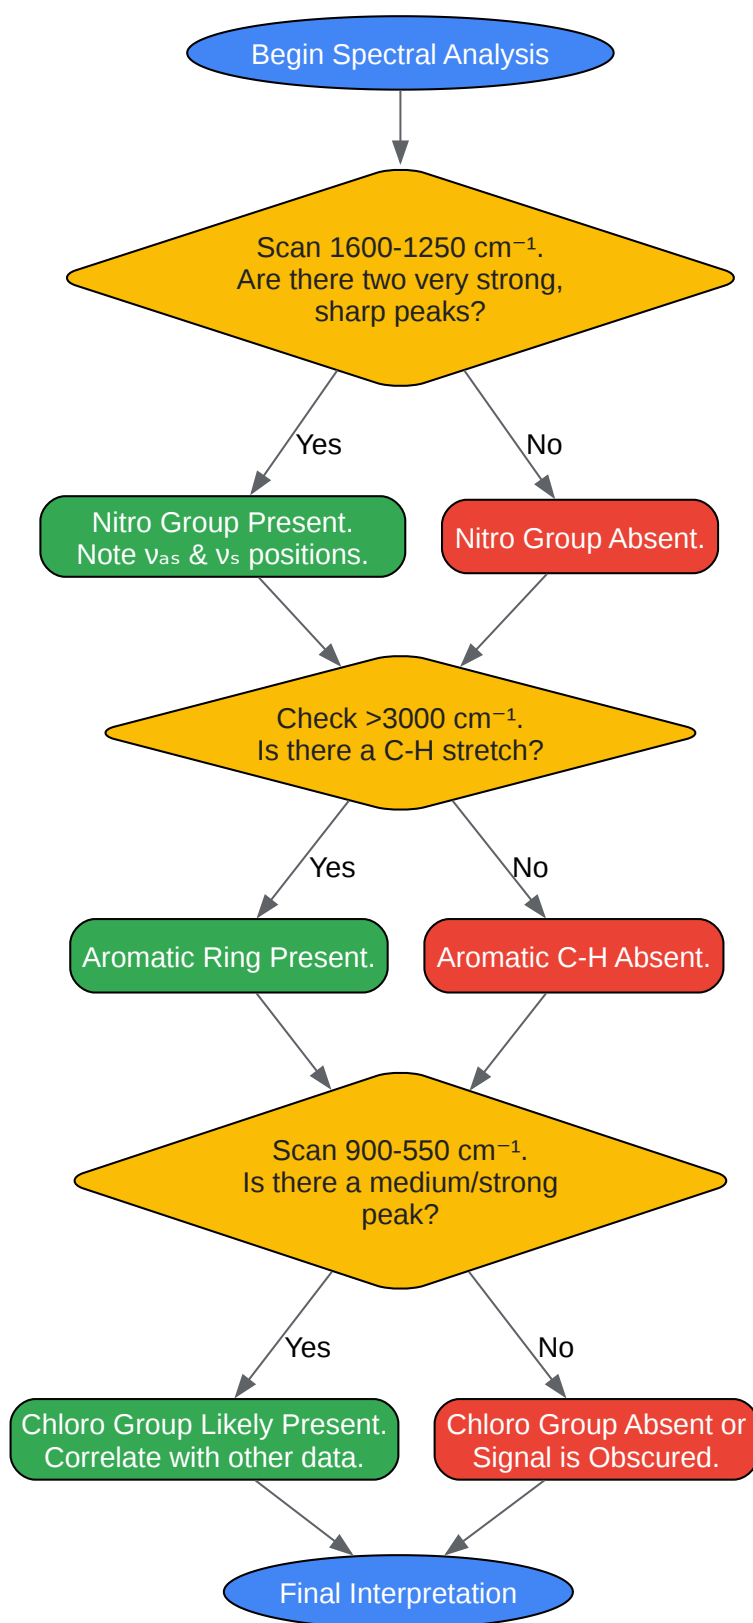 Begin Spectral Analysis
Scan 1600-1250 cm⁻¹.
Are there two very strong,
sharp peaks?
Yes
No
Nitro Group Present.
Note νₐₛ & νₛ positions.
Nitro Group Absent.
Check >3000 cm⁻¹.
Is there a C-H stretch?
Yes
No
Aromatic Ring Present.
Aromatic C-H Absent.
Scan 900-550 cm⁻¹.
Is there a medium/strong
peak?
Yes
No
Chloro Group Likely Present.
Correlate with other data.
Chloro Group Absent or
Signal is Obscured.
Final Interpretation